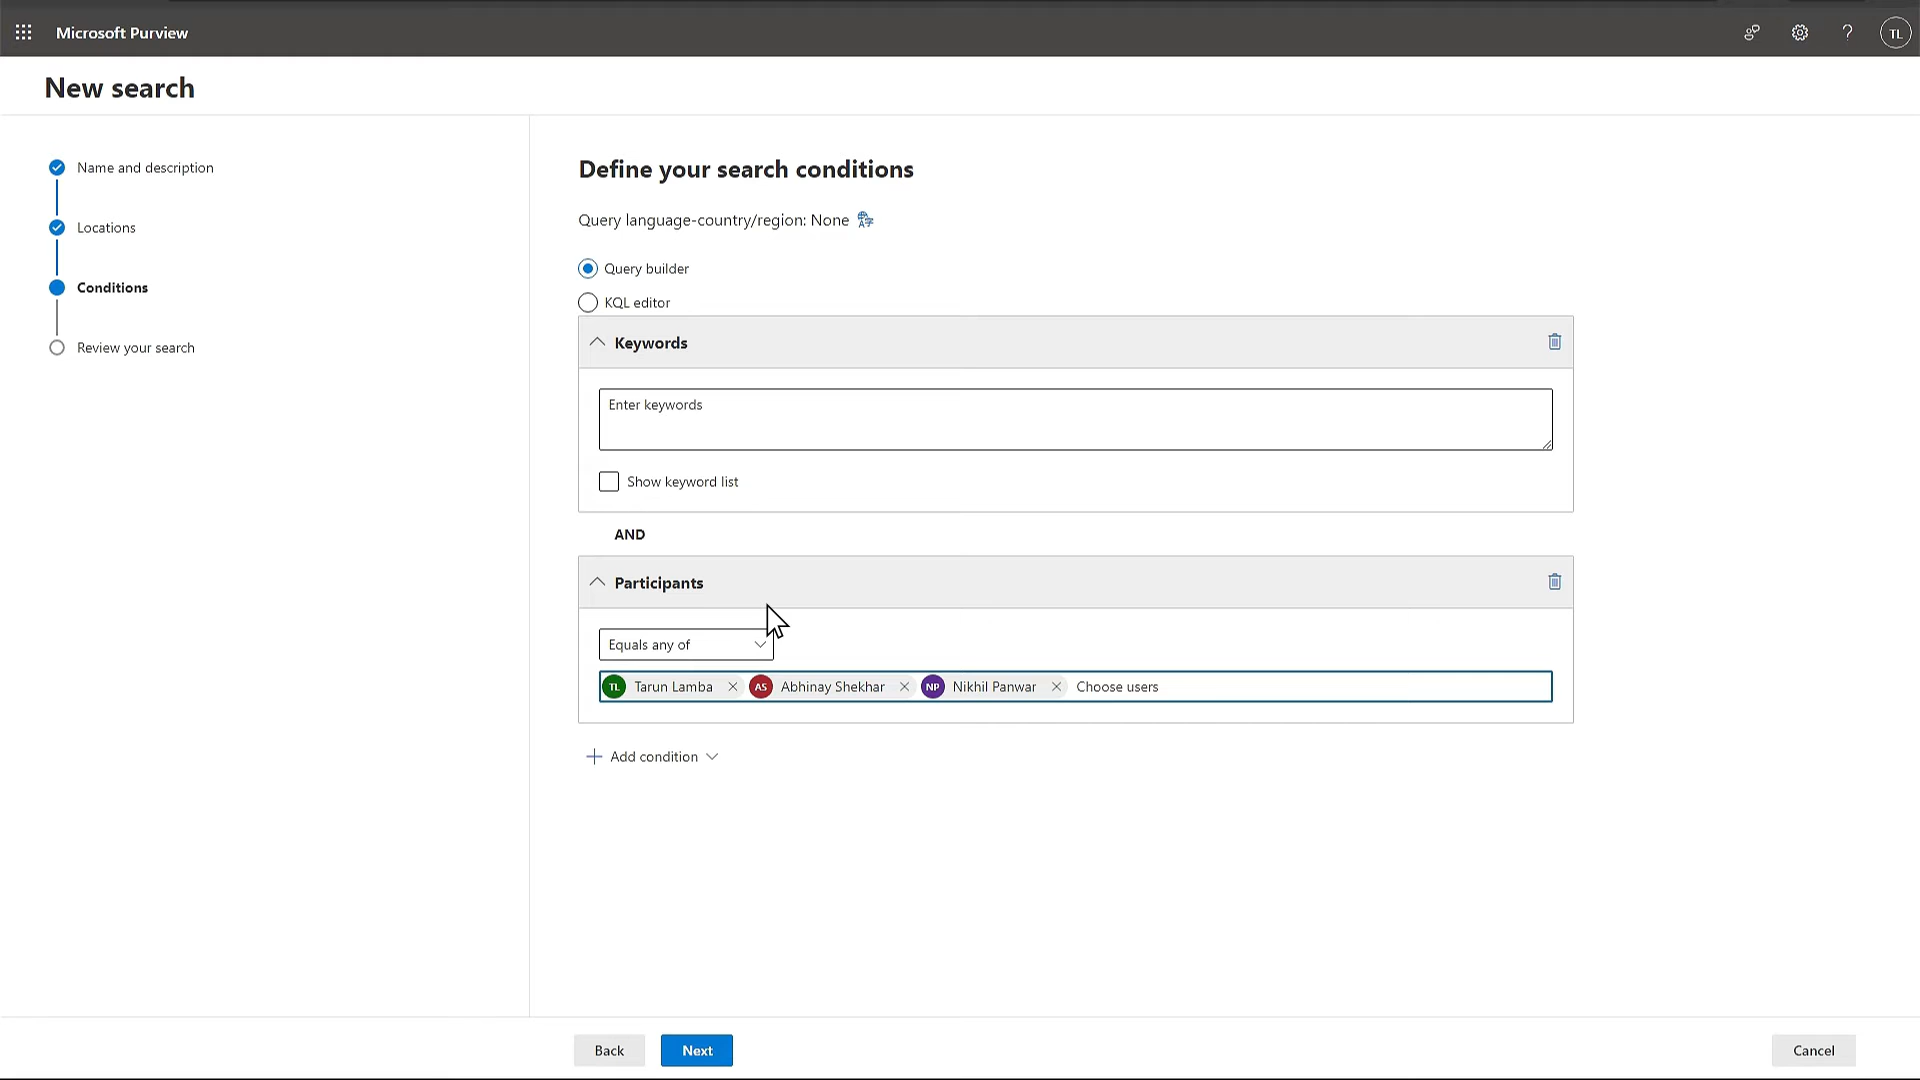 Microsoft Purview
? TL
New search
Name and description
Locations
Conditions
Review your search
Define your search conditions
Query language-country/region: None
Query builder
KQL editor
Keywords
Enter keywords
Show keyword list
AND
Participants
Equals any of
TL Tarun Lamba AS Abhinay Shekhar NP Nikhil Panwar Choose users
Add condition
Back Next Cancel